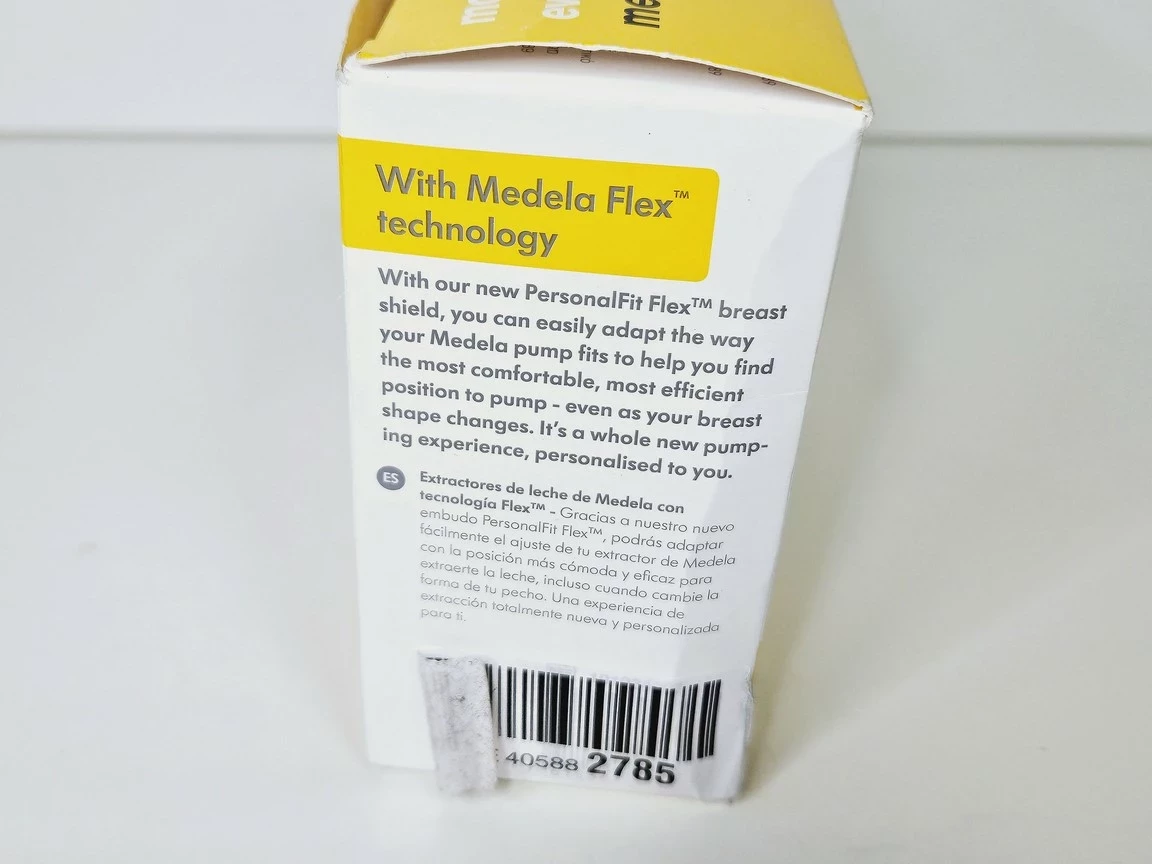 With Medela Flex™
technology
With our new PersonalFit Flex™ breast
shield, you can easily adapt the way
your Medela pump fits to help you find
the most comfortable, most efficient
position to pump - even as your breast
shape changes. It's a whole new pump-
ing experience, personalised to you.
ES Extractores de leche de Medela con
tecnología Flex™ - Gracias a nuestro nuevo
embudo PersonalFit Flex™, podrás adaptar
fácilmente el ajuste de tu extractor de Medela
con la posición más cómoda y eficaz para
extraerte la leche, incluso cuando cambie la
forma de tu pecho. Una experiencia de
extracción totalmente nueva y personalizada
para ti.
40588 2785